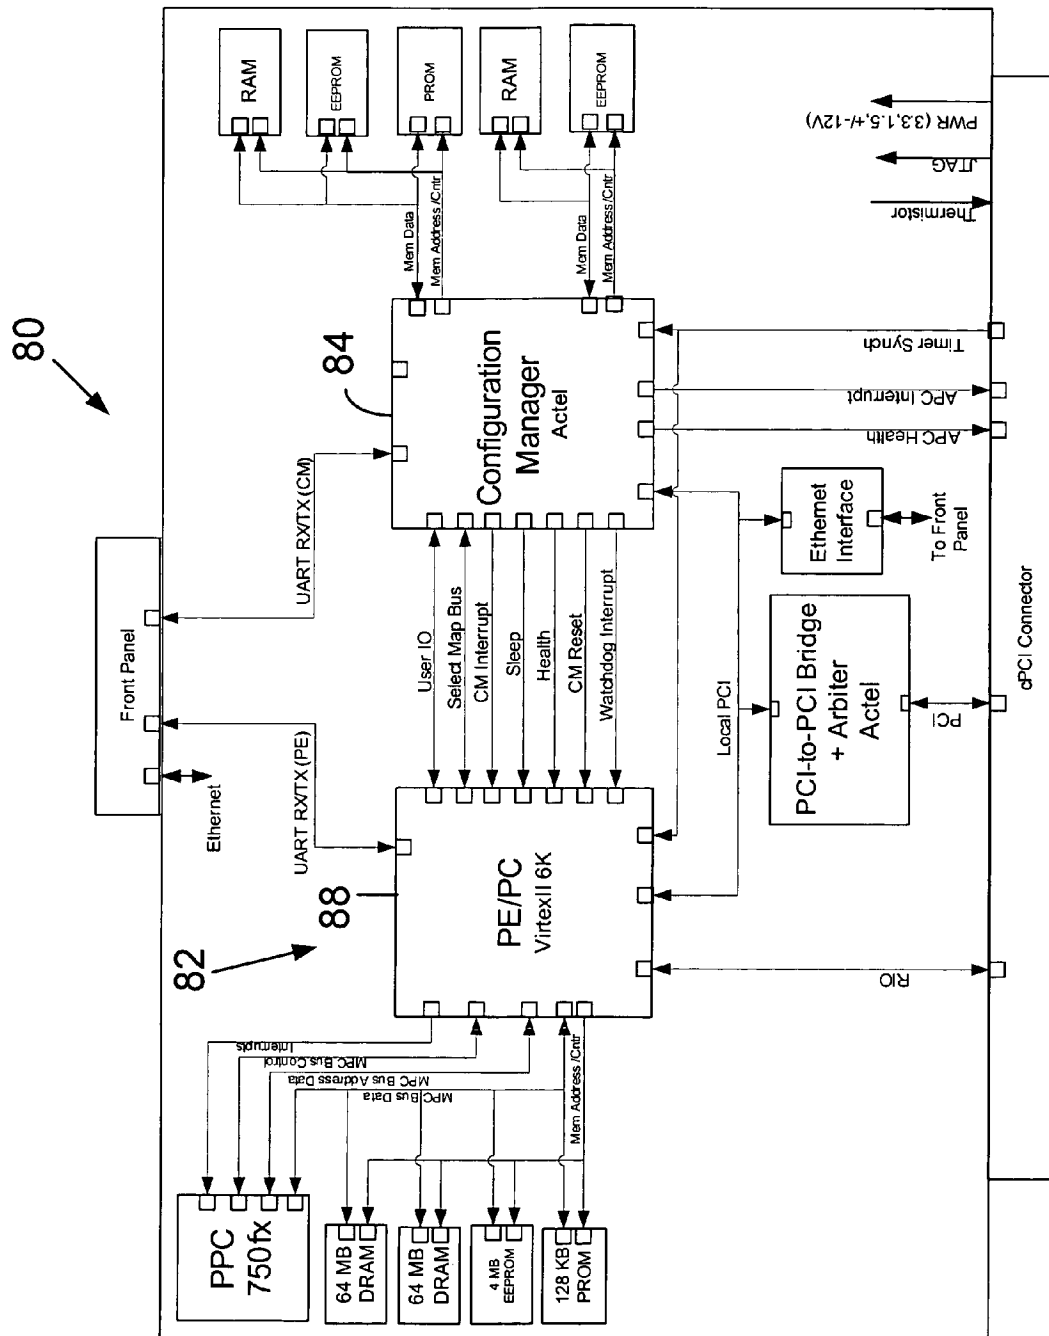 80
Front Panel
Ethernet
UART RX/TX (PE)
UART RX/TX (CM)
82
88
84
PPC
750fx
64 MB
DRAM
64 MB
DRAM
4 MB
EEPROM
128 KB
PROM
Interrupts
MPC Bus Control
MPC Bus Address Data
MPC Bus Data
Mem Address /Cntr
PE/PC
VirtexII 6K
User IO
Select Map Bus
CM Interrupt
Sleep
Health
CM Reset
Watchdog Interrupt
Configuration
Manager
Actel
Mem Data
Mem Address /Cntr
Mem Data
Mem Address /Cntr
RAM
EEPROM
PROM
RAM
EEPROM
Local PCI
PCI-to-PCI Bridge
+ Arbiter
Actel
Ethernet
Interface
To Front
Panel
RIO
PCI
APC Health
APC Interrupt
Timer Synch
Thermistor
JTAG
PWR (3.3,1.5,+/-12V)
cPCI Connector